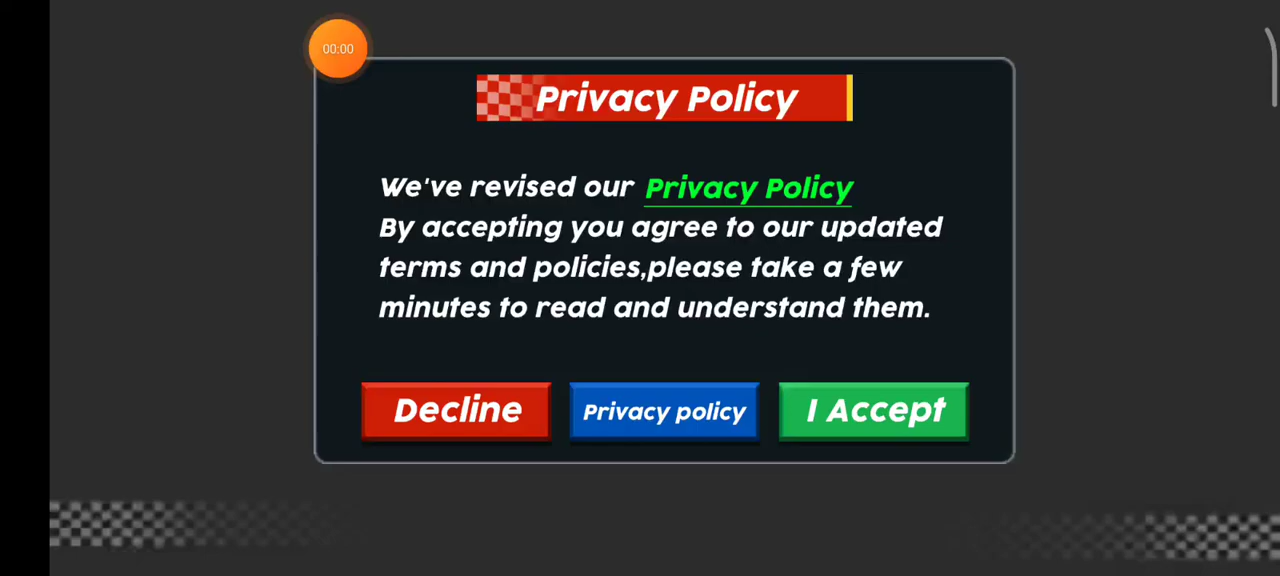 00:00
Privacy Policy
We've revised our Privacy Policy
By accepting you agree to our updated
terms and policies,please take a few
minutes to read and understand them.
Decline
Privacy policy
I Accept